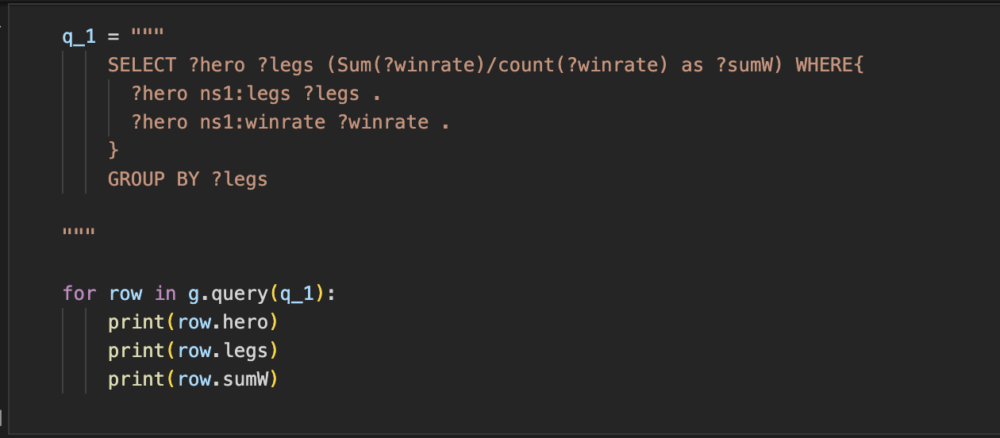 q_1 = """
SELECT ?hero ?legs (Sum(?winrate)/count(?winrate) as ?sumW) WHERE{
?hero ns1:legs ?legs .
?hero ns1:winrate ?winrate .
}
GROUP BY ?legs
"""
for row in g.query(q_1):
print(row.hero)
print(row.legs)
print(row.sumW)